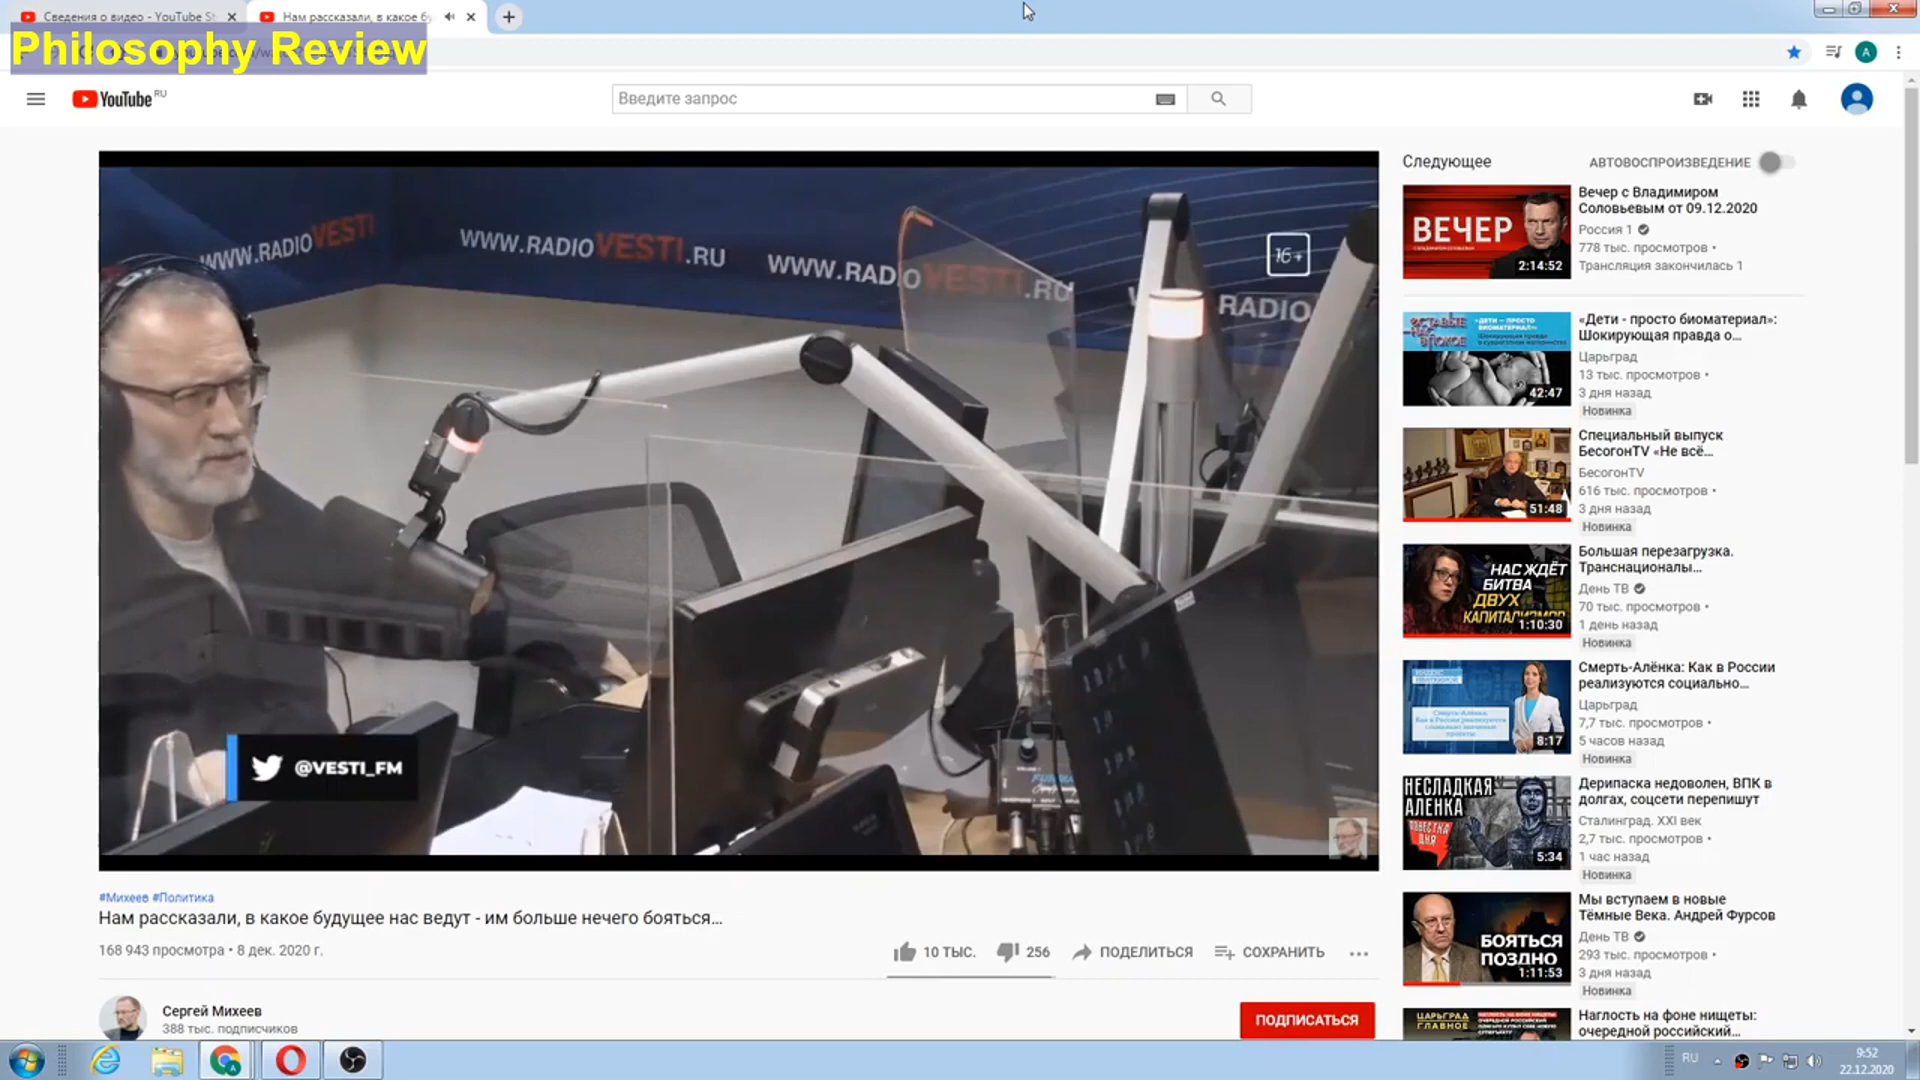 Сведения о видео - YouTube St
Нам рассказали, в какое бу
Philosophy Review
YouTube RU
Введите запрос
WWW.RADIOVESTI.RU
WWW.RADIOVESTI.RU
WWW.RADIOVESTI.RU
RADIO
16+
@VESTI_FM
#Михеев #Политика
Нам рассказали, в какое будущее нас ведут - им больше нечего бояться...
168 943 просмотра • 8 дек. 2020 г.
10 ТЫС.
256
ПОДЕЛИТЬСЯ
СОХРАНИТЬ
Сергей Михеев
388 тыс. подписчиков
ПОДПИСАТЬСЯ
Следующее
АВТОВОСПРОИЗВЕДЕНИЕ
ВЕЧЕР
2:14:52
Вечер с Владимиром
Соловьевым от 09.12.2020
Россия 1
778 тыс. просмотров •
Трансляция закончилась 1
42:47
«Дети - просто биоматериал»:
Шокирующая правда о...
Царьград
13 тыс. просмотров •
3 дня назад
Новинка
51:48
Специальный выпуск
БесогонTV «Не всё...
БесогонTV
616 тыс. просмотров •
3 дня назад
Новинка
НАС ЖДЁТ
БИТВА
ДВУХ
КАПИТАЛИЗМОВ
1:10:30
Большая перезагрузка.
Транснационалы...
День ТВ
70 тыс. просмотров •
1 день назад
Новинка
8:17
Смерть-Алёнка: Как в России
реализуются социально...
Царьград
7,7 тыс. просмотров •
5 часов назад
Новинка
НЕСЛАДКАЯ
АЛЕНКА
ПОВЕСТКА
ДНЯ
5:34
Дерипаска недоволен, ВПК в
долгах, соцсети перепишут
Сталинград. XXI век
2,7 тыс. просмотров •
1 час назад
Новинка
БОЯТЬСЯ
ПОЗДНО
1:11:53
Мы вступаем в новые
Тёмные Века. Андрей Фурсов
День ТВ
293 тыс. просмотров •
3 дня назад
Новинка
ЦАРЬГРАД
ГЛАВНОЕ
Наглость на фоне нищеты:
очередной российский...
RU
9:52
22.12.2020